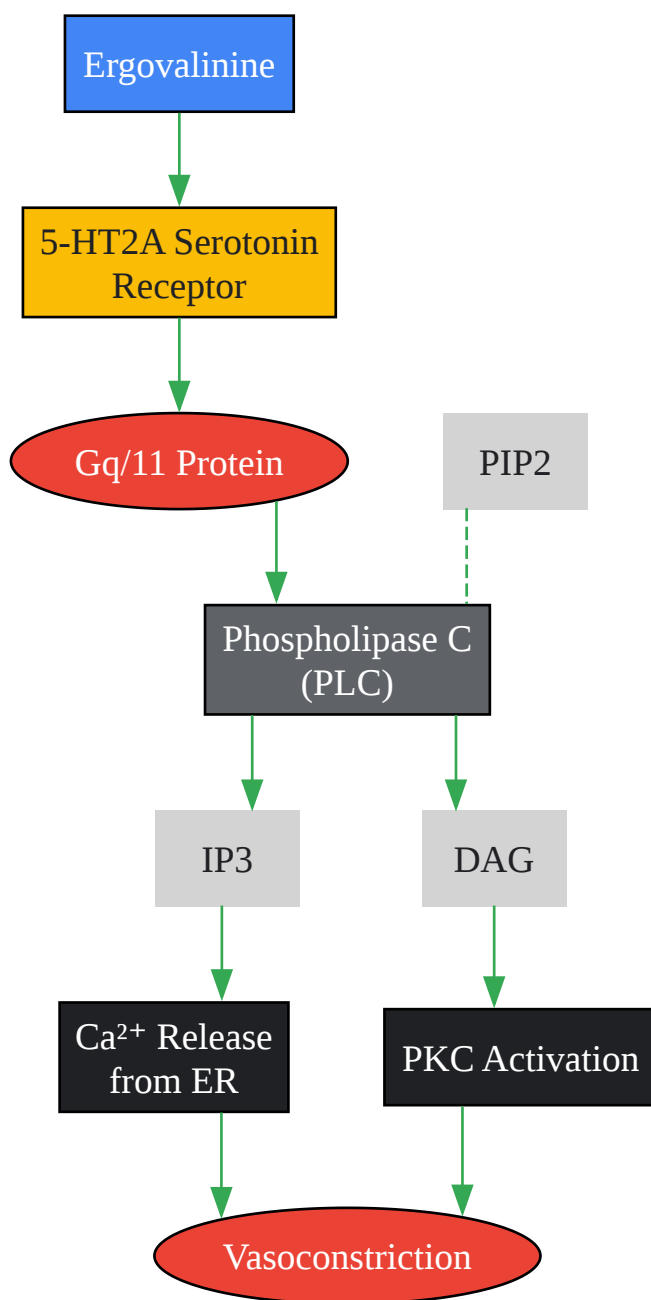 Ergovalinine
5-HT2A Serotonin
Receptor
Gq/11 Protein
PIP2
Phospholipase C
(PLC)
IP3
DAG
Ca²⁺ Release
from ER
PKC Activation
Vasoconstriction